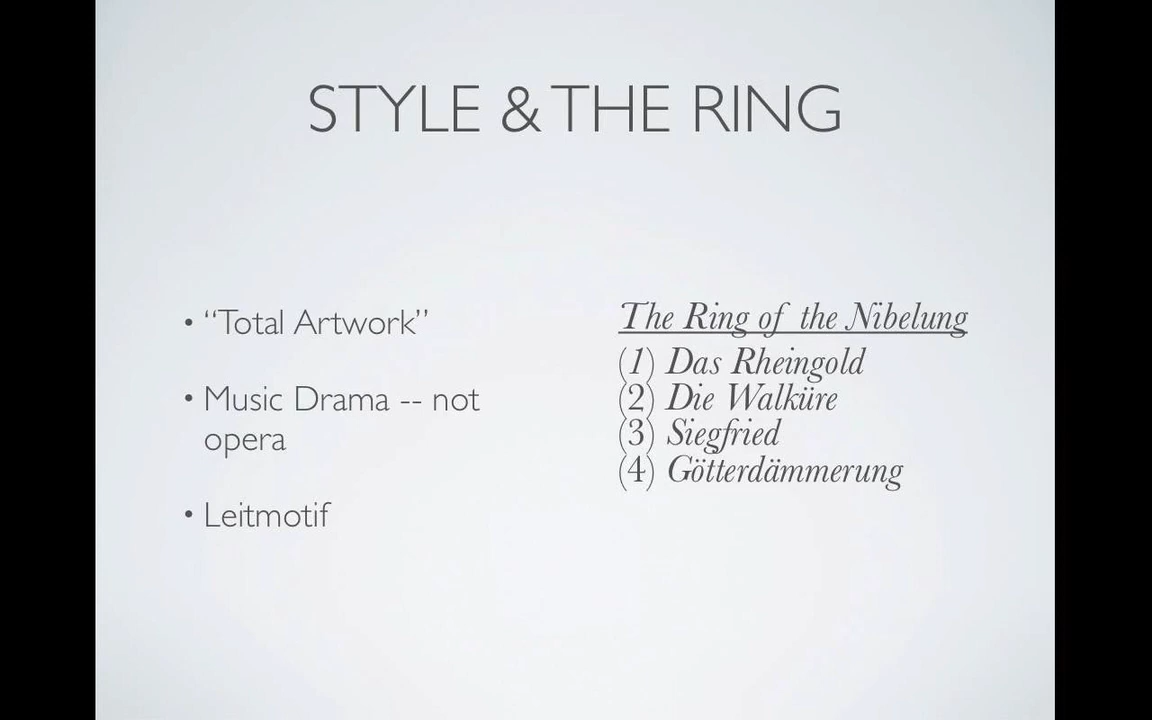 STYLE & THE RING
• “Total Artwork”
• Music Drama -- not
opera
• Leitmotif
The Ring of the Nibelung
(1) Das Rheingold
(2) Die Walküre
(3) Siegfried
(4) Götterdämmerung